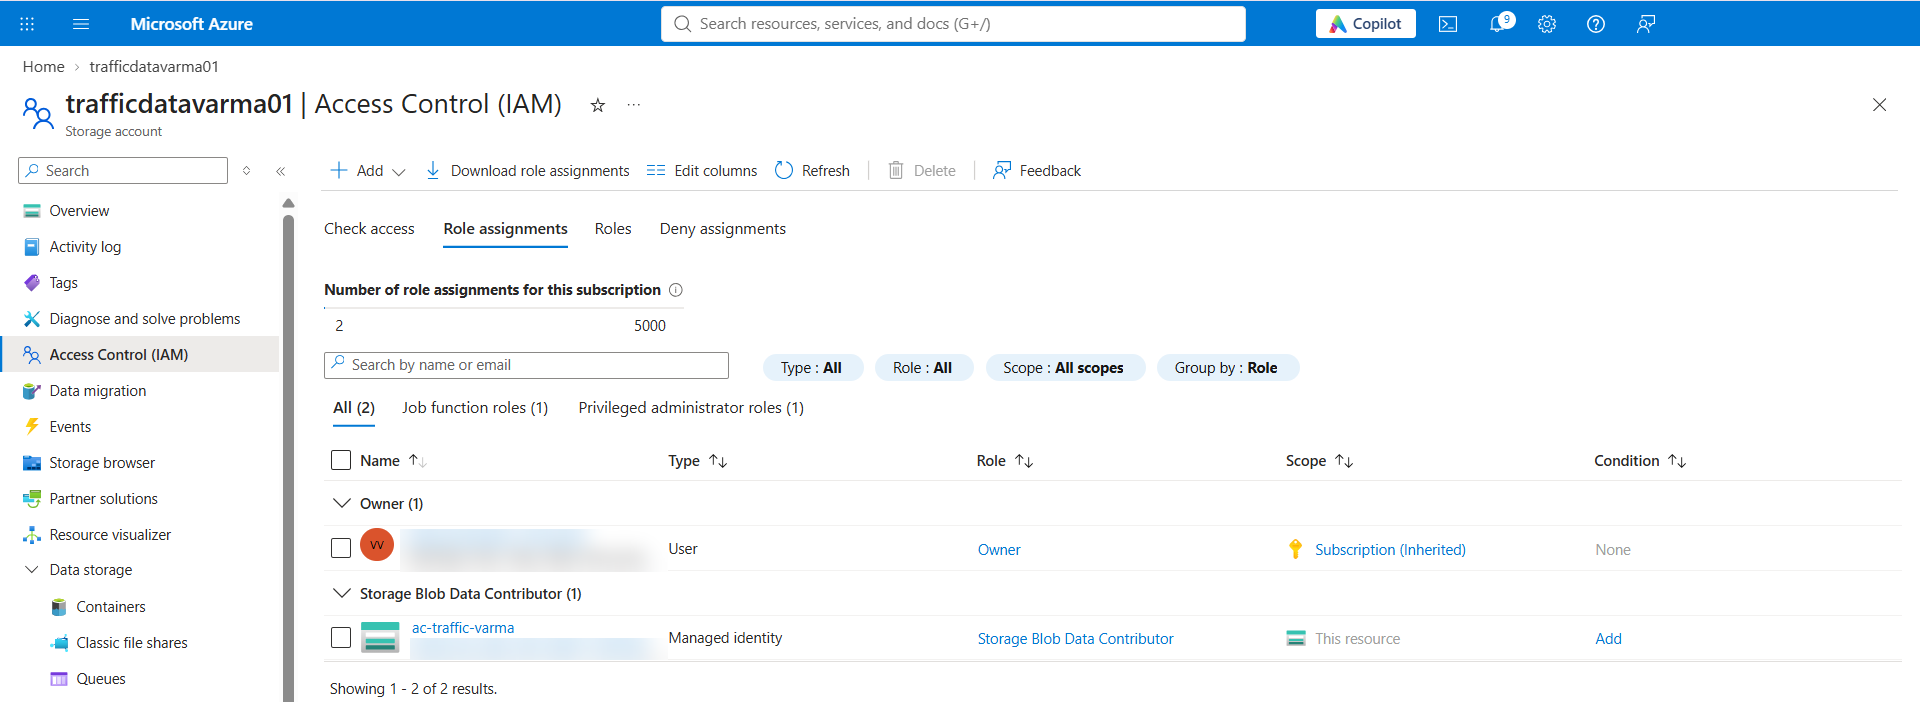 Microsoft Azure
Search resources, services, and docs (G+/)
Copilot
9
Home > trafficdatavarma01
trafficdatavarma01 | Access Control (IAM)
Storage account
Search
Add
Download role assignments
Edit columns
Refresh
Delete
Feedback
Overview
Activity log
Tags
Diagnose and solve problems
Access Control (IAM)
Data migration
Events
Storage browser
Partner solutions
Resource visualizer
Data storage
Containers
Classic file shares
Queues
Check access
Role assignments
Roles
Deny assignments
Number of role assignments for this subscription
2 5000
Search by name or email
Type : All
Role : All
Scope : All scopes
Group by : Role
All (2)
Job function roles (1)
Privileged administrator roles (1)
Name Type Role Scope Condition
Owner (1)
VV User Owner Subscription (Inherited) None
Storage Blob Data Contributor (1)
ac-traffic-varma
Managed identity Storage Blob Data Contributor This resource Add
Showing 1 - 2 of 2 results.